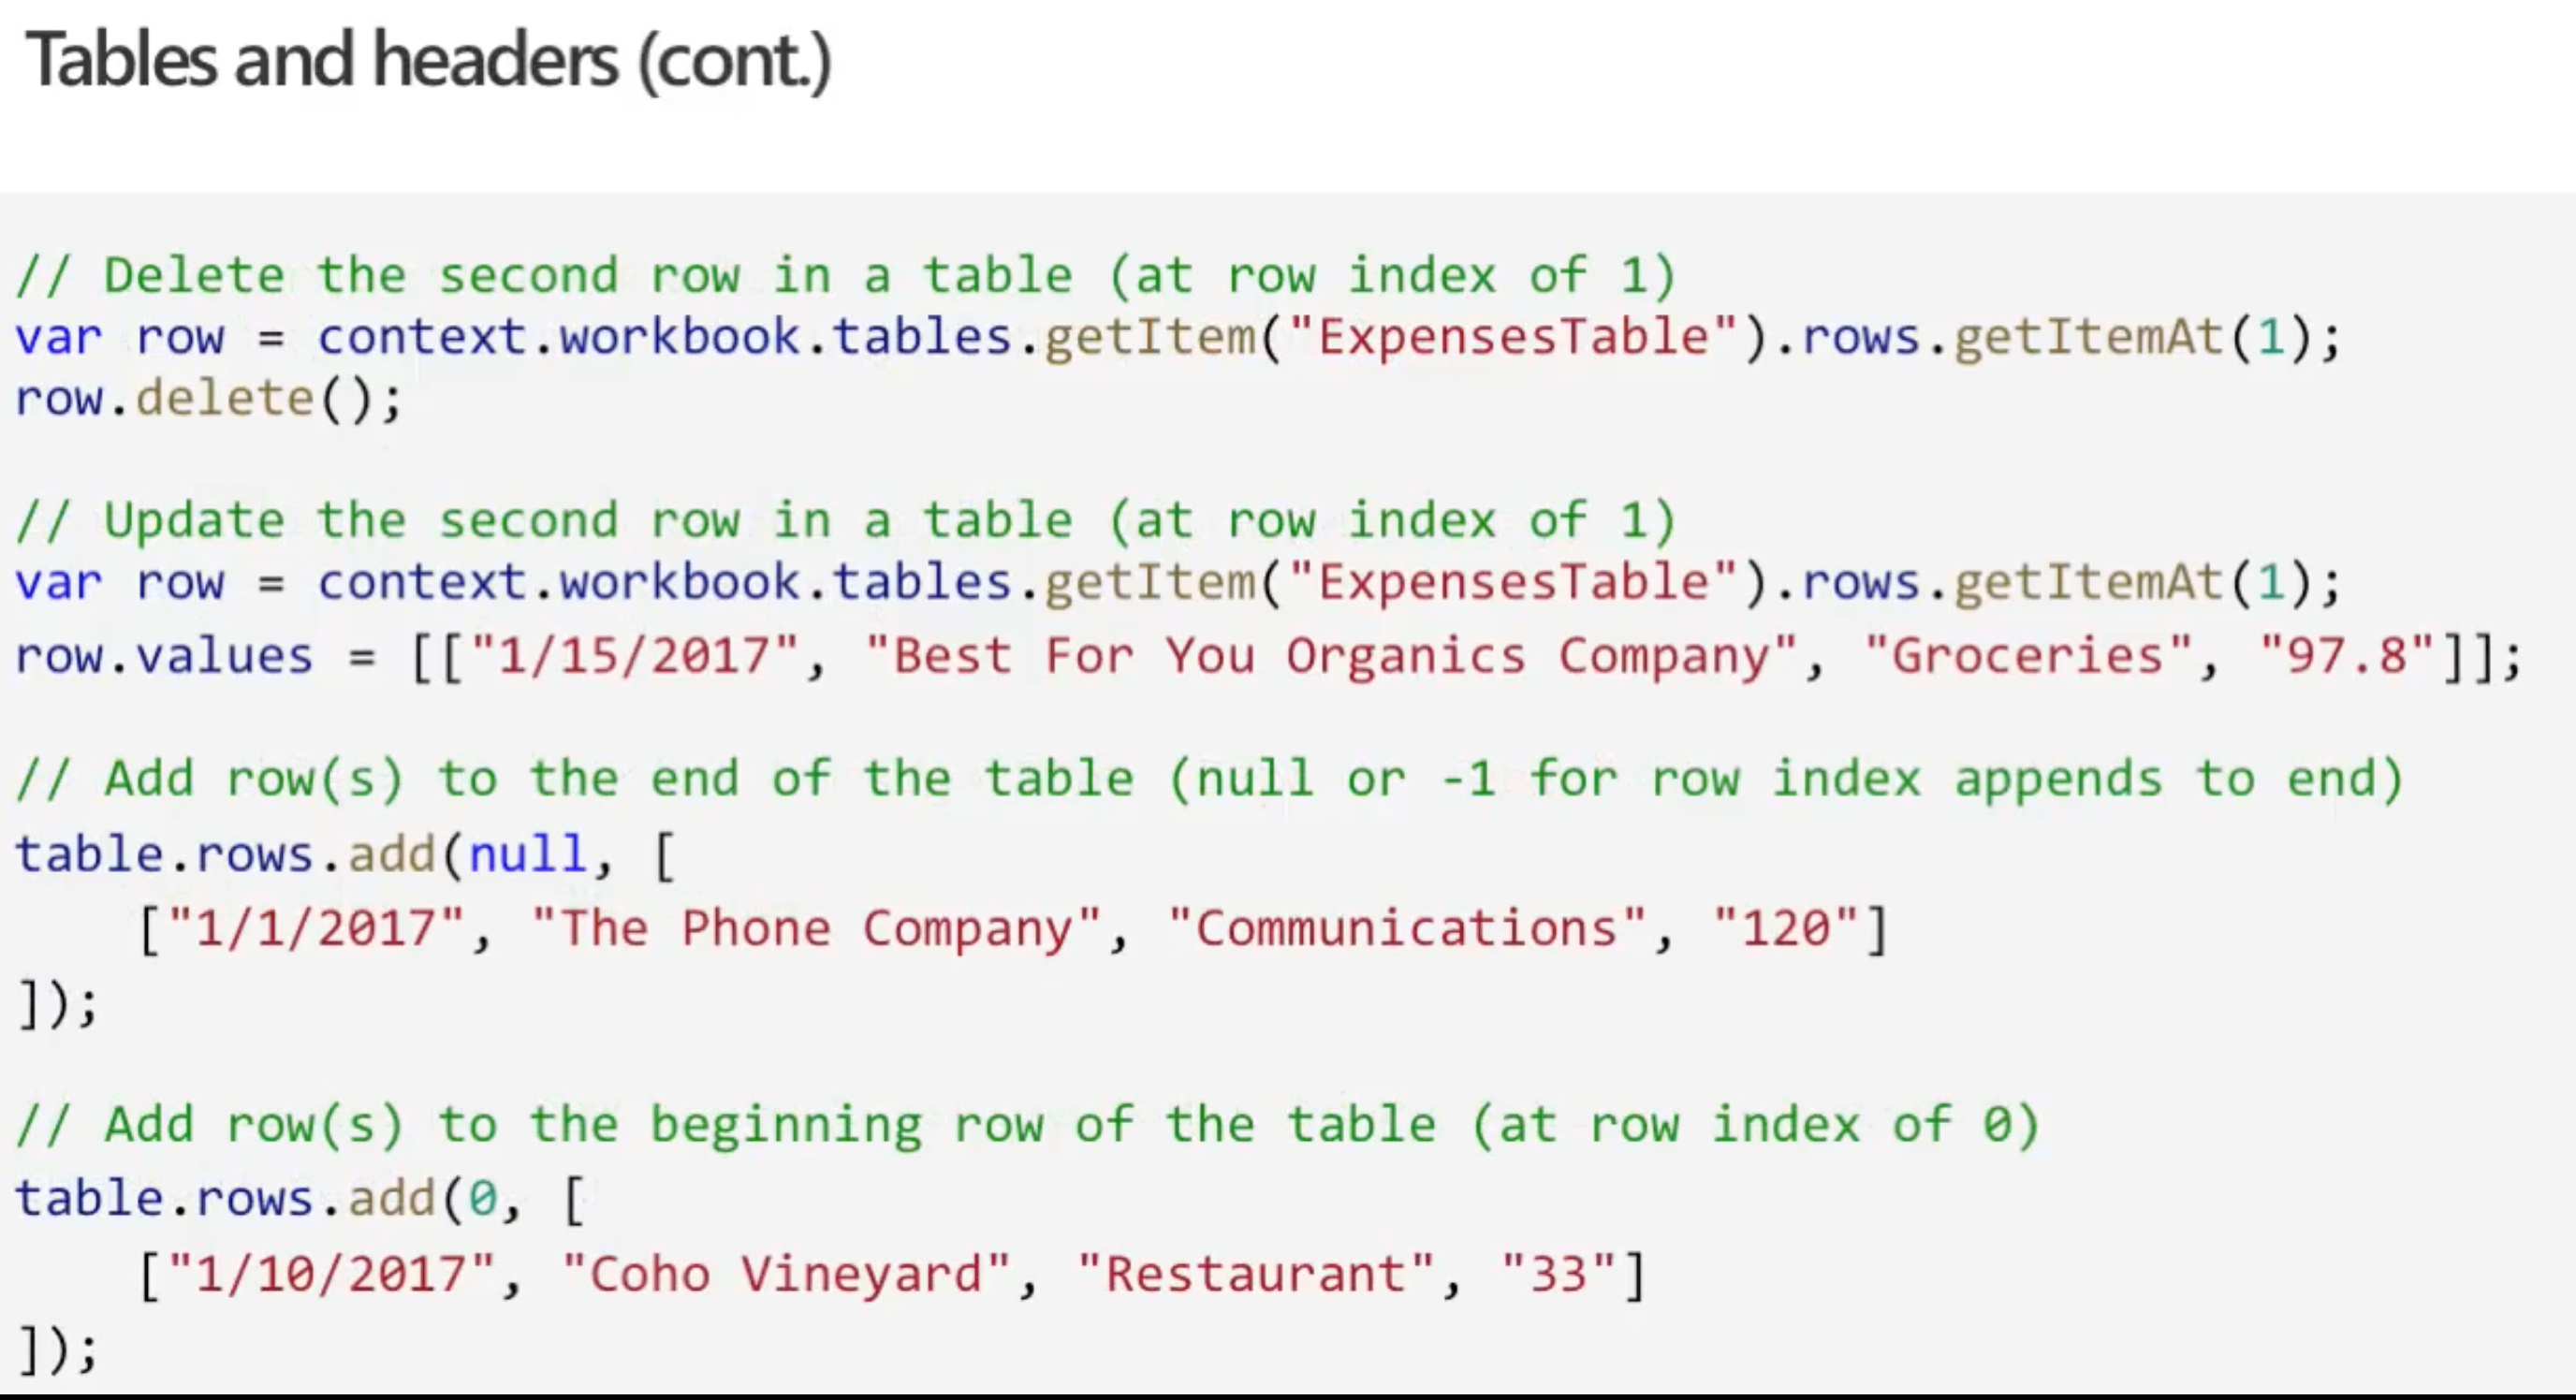 Tables and headers (cont.)
// Delete the second row in a table (at row index of 1)
var row = context.workbook.tables.getItem("ExpensesTable").rows.getItemAt(1);
row.delete();
// Update the second row in a table (at row index of 1)
var row = context.workbook.tables.getItem("ExpensesTable").rows.getItemAt(1);
row.values = [["1/15/2017", "Best For You Organics Company", "Groceries", "97.8"]];
// Add row(s) to the end of the table (null or -1 for row index appends to end)
table.rows.add(null, [
["1/1/2017", "The Phone Company", "Communications", "120"]
]);
// Add row(s) to the beginning row of the table (at row index of 0)
table.rows.add(0, [
["1/10/2017", "Coho Vineyard", "Restaurant", "33"]
]);